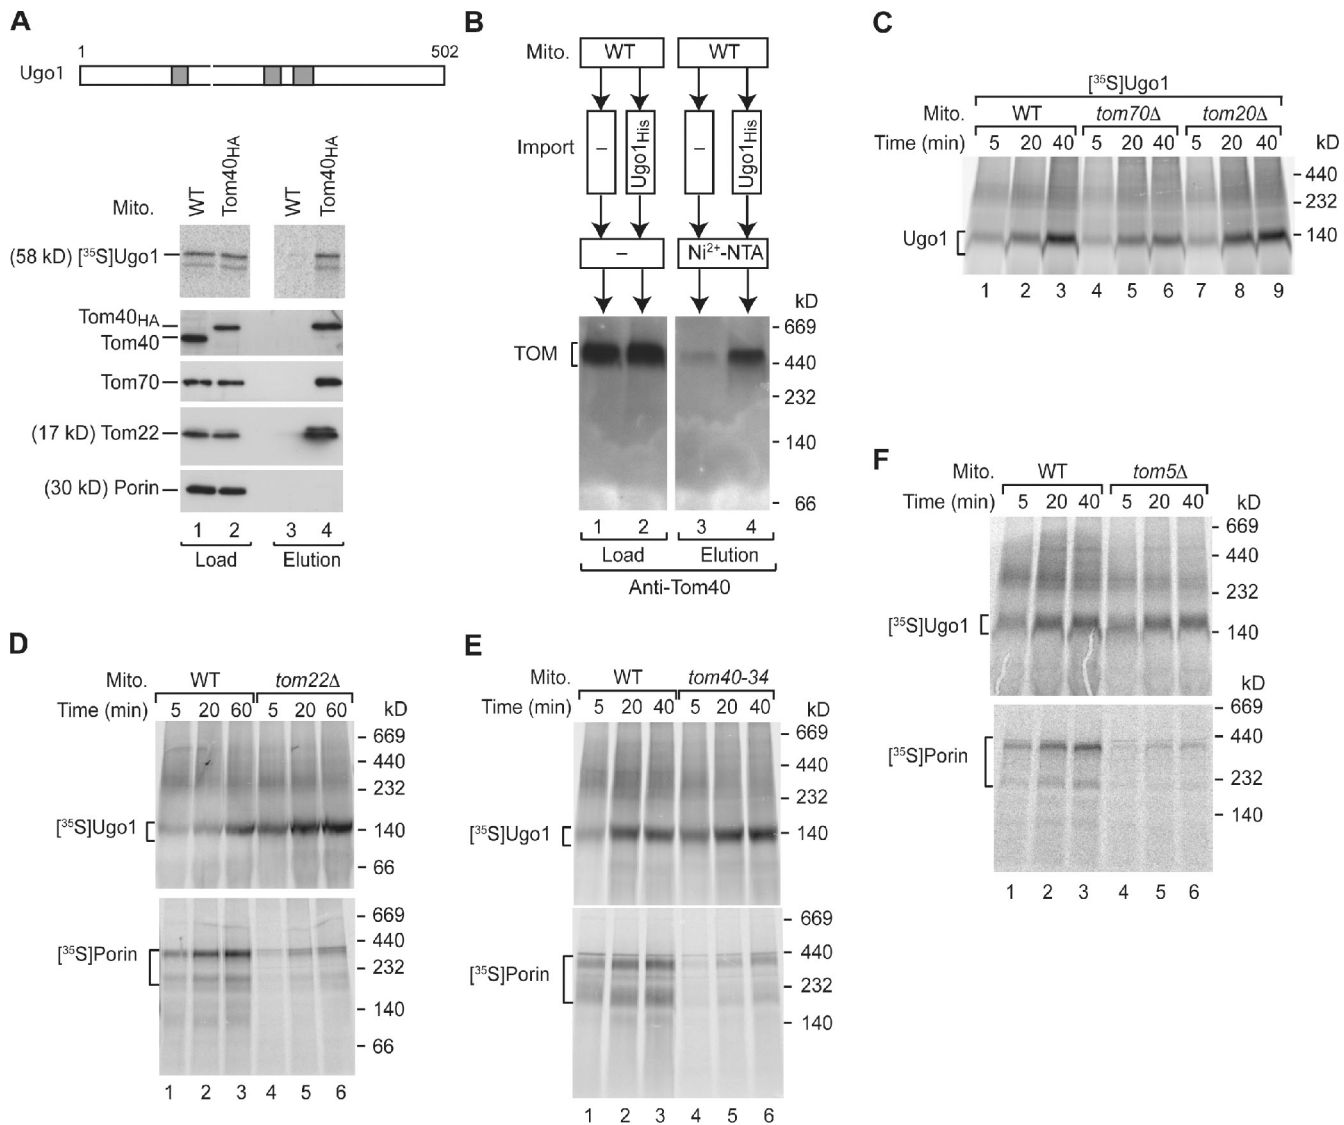 A
1 502
Ugo1
Mito. WT Tom40HA WT Tom40HA
(58 kD) [35S]Ugo1
Tom40HA
Tom40
Tom70
(17 kD) Tom22
(30 kD) Porin
1 2 3 4
Load Elution
B
Mito. WT WT
Import – Ugo1His – Ugo1His
– Ni2+-NTA
kD
TOM
669
440
232
140
66
1 2 3 4
Load Elution
Anti-Tom40
C
[35S]Ugo1
Mito. WT tom70Δ tom20Δ
Time (min) 5 20 40 5 20 40 5 20 40 kD
440
232
Ugo1 140
1 2 3 4 5 6 7 8 9
D
Mito. WT tom22Δ
Time (min) 5 20 60 5 20 60 kD
669
440
232
[35S]Ugo1 140
66
669
[35S]Porin 440
232
140
66
1 2 3 4 5 6
E
Mito. WT tom40-34
Time (min) 5 20 40 5 20 40 kD
669
440
232
[35S]Ugo1 140
669
440
[35S]Porin 232
140
1 2 3 4 5 6
F
Mito. WT tom5Δ
Time (min) 5 20 40 5 20 40 kD
669
440
232
[35S]Ugo1 140
kD
669
[35S]Porin 440
232
140
1 2 3 4 5 6